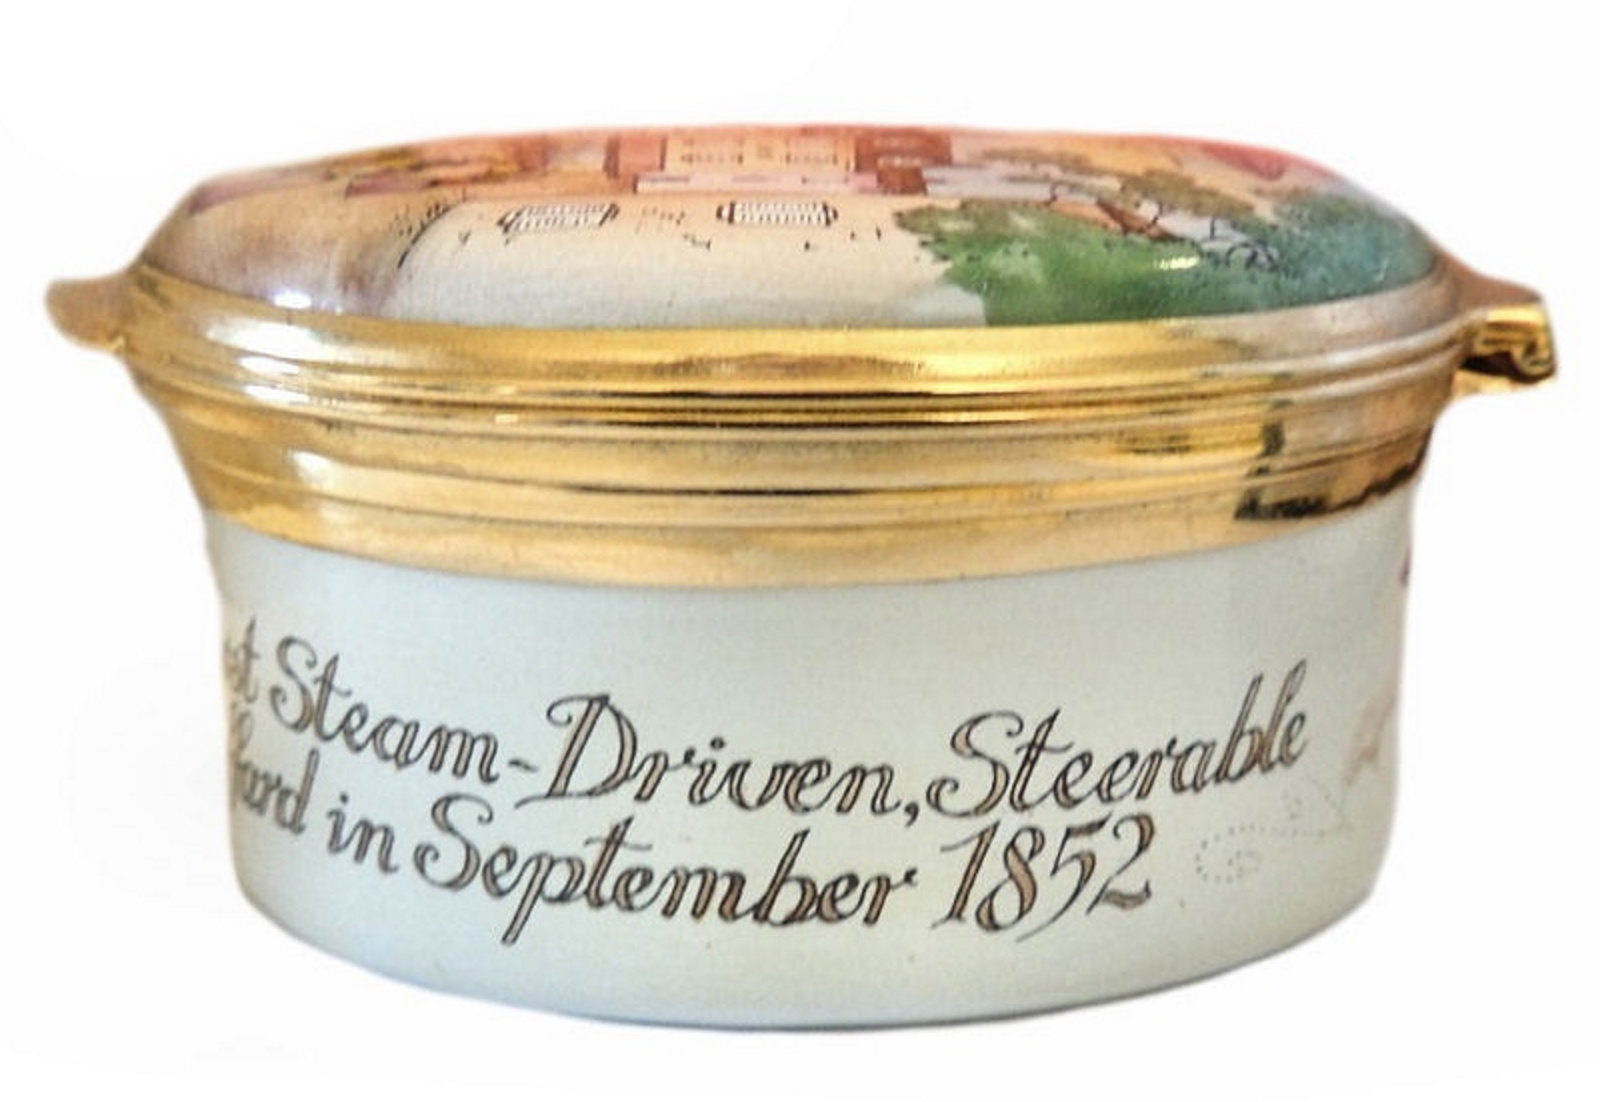 Steam-Driven, Steerable
in September 1852